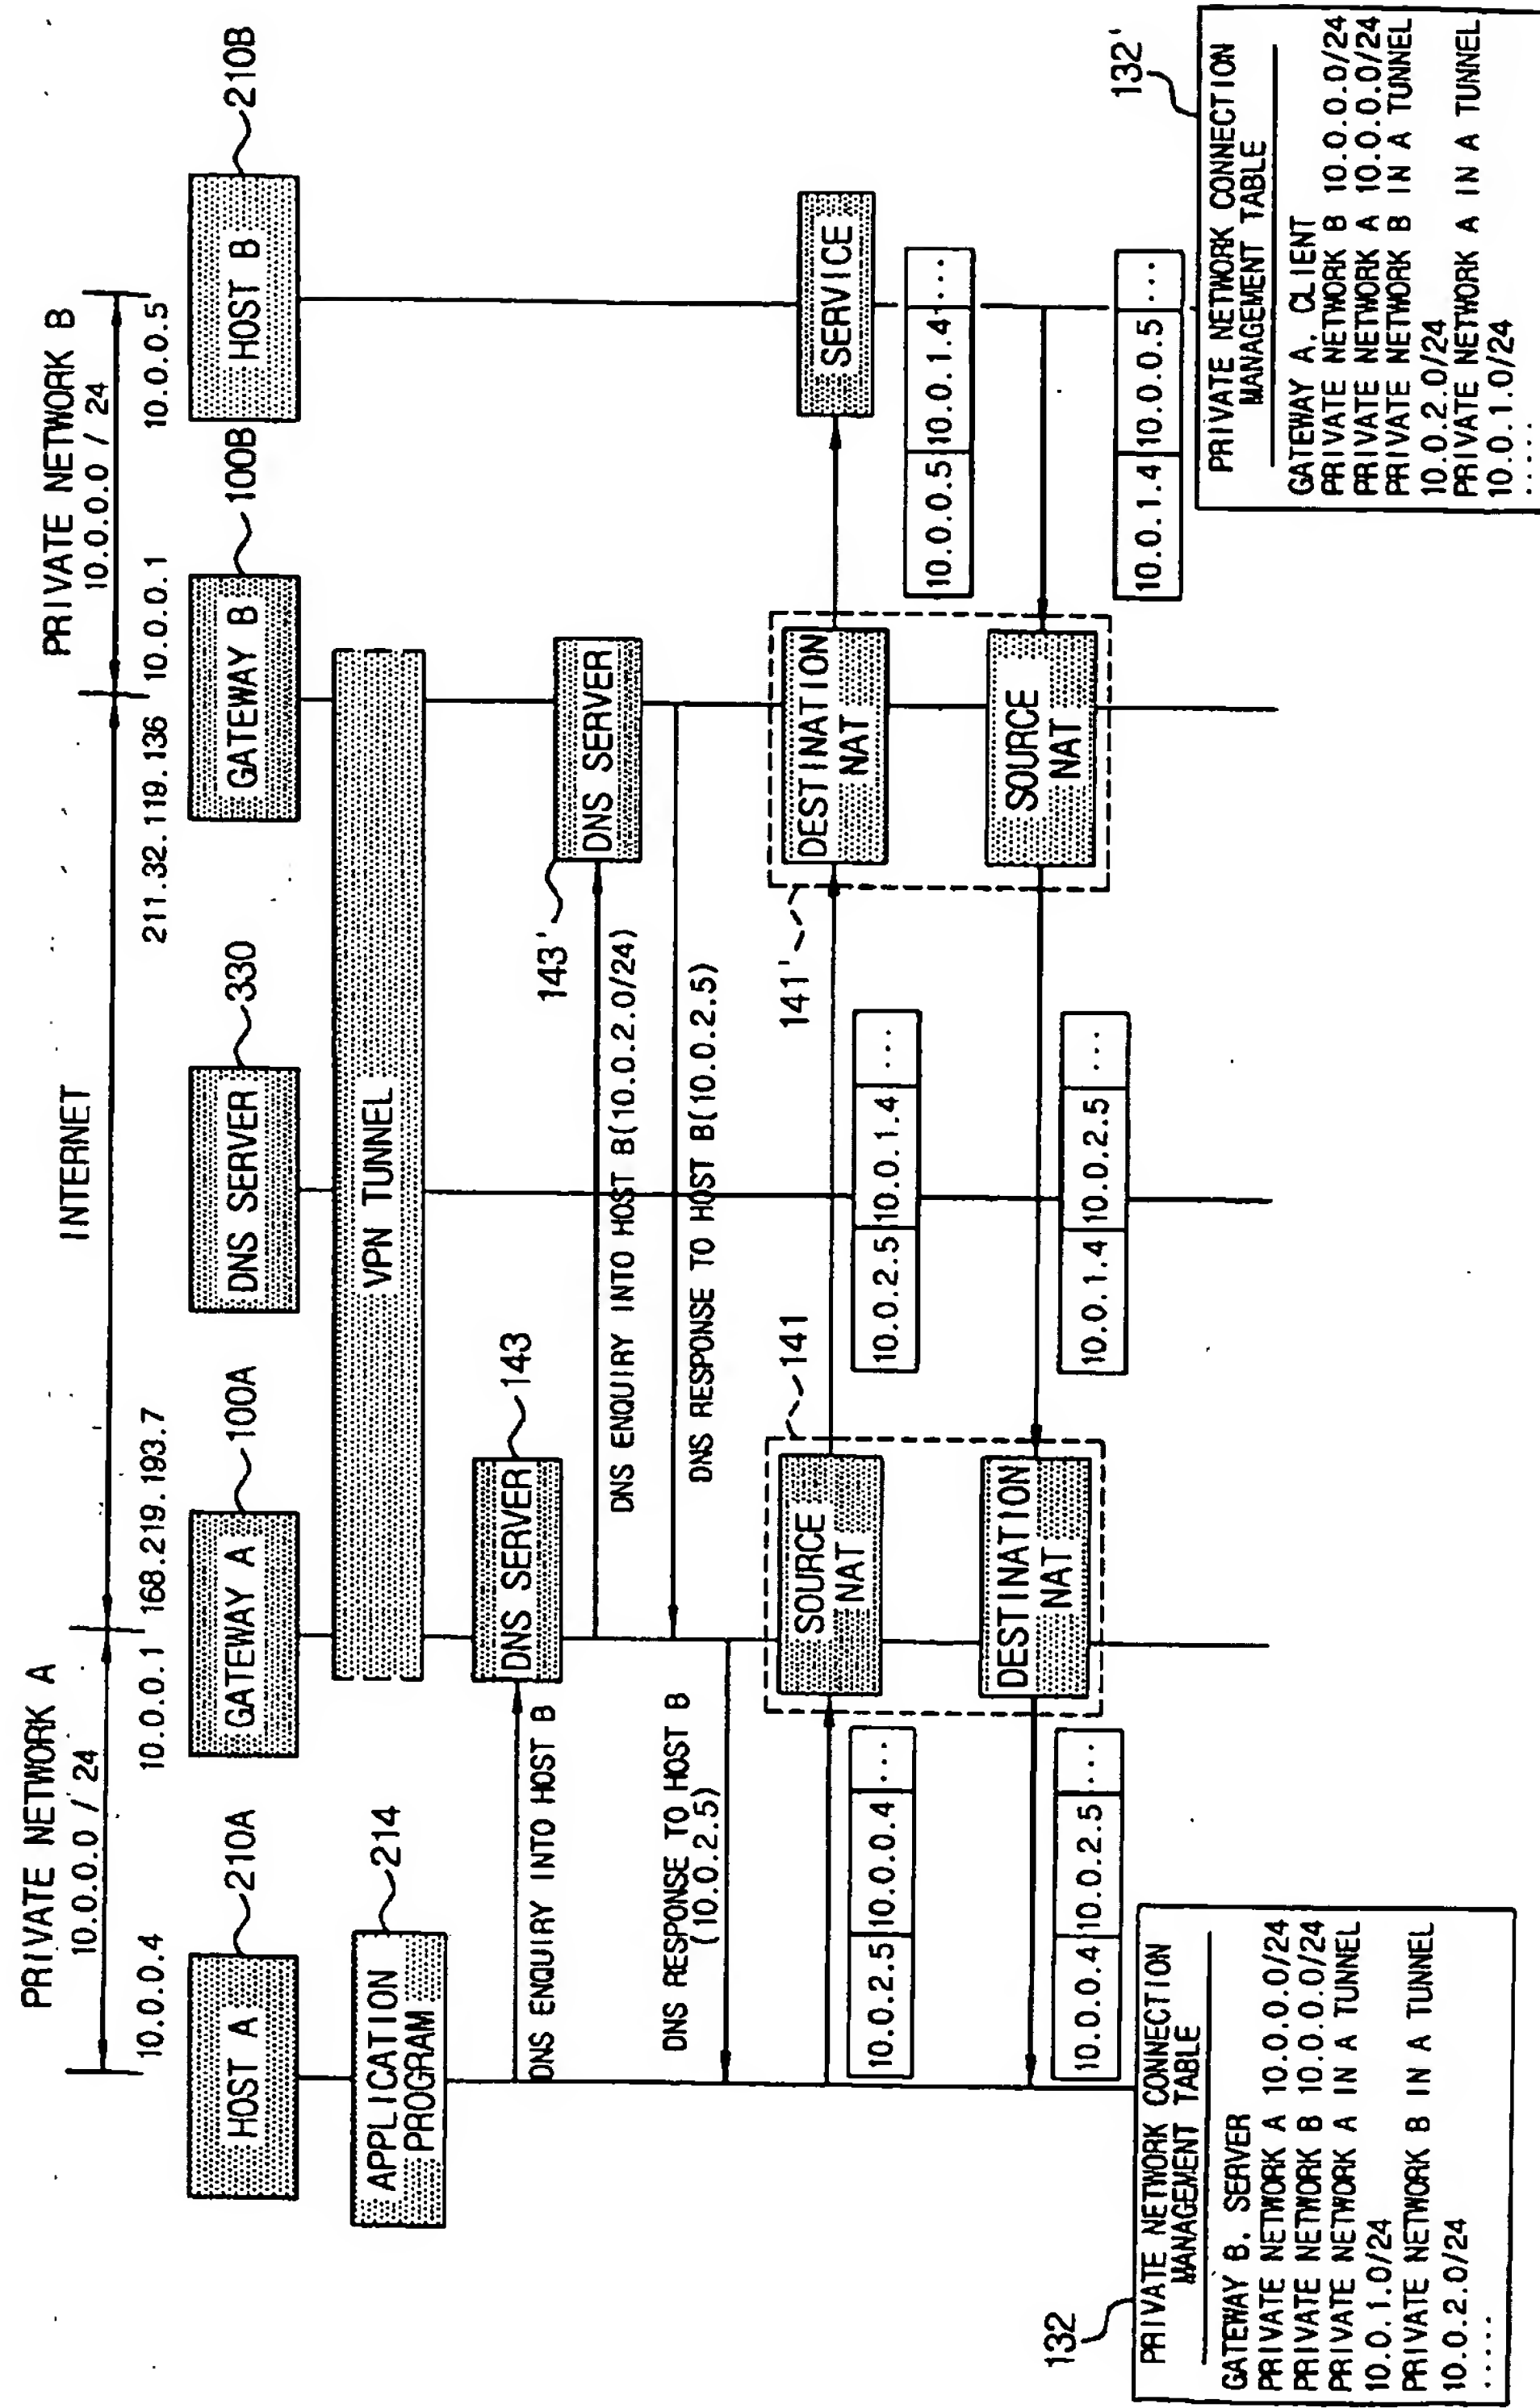 PRIVATE NETWORK A
10.0.0.0 / 24
INTERNET
PRIVATE NETWORK B
10.0.0.0 / 24
10.0.0.4
10.0.0.1
168.219.193.7
211.32.119.136
10.0.0.1
10.0.0.5
HOST A
210A
GATEWAY A
100A
DNS SERVER
330
GATEWAY B
100B
HOST B
210B
APPLICATION
PROGRAM
214
VPN TUNNEL
DNS ENQUIRY INTO HOST B
DNS SERVER
143
DNS ENQUIRY INTO HOST B(10.0.2.0/24)
143'
DNS SERVER
DNS RESPONSE TO HOST B(10.0.2.5)
DNS RESPONSE TO HOST B
(10.0.2.5)
141
141'
SOURCE
NAT
DESTINATION
NAT
SERVICE
10.0.2.5 10.0.0.4 ...
10.0.2.5 10.0.1.4 ...
10.0.0.5 10.0.1.4 ...
DESTINATION
NAT
SOURCE
NAT
10.0.0.4 10.0.2.5 ...
10.0.1.4 10.0.2.5 ...
10.0.1.4 10.0.0.5 ...
132
PRIVATE NETWORK CONNECTION
MANAGEMENT TABLE
GATEWAY B. SERVER
PRIVATE NETWORK A 10.0.0.0/24
PRIVATE NETWORK B 10.0.0.0/24
PRIVATE NETWORK A IN A TUNNEL
10.0.1.0/24
PRIVATE NETWORK B IN A TUNNEL
10.0.2.0/24
.....
132'
PRIVATE NETWORK CONNECTION
MANAGEMENT TABLE
GATEWAY A. CLIENT
PRIVATE NETWORK B 10.0.0.0/24
PRIVATE NETWORK A 10.0.0.0/24
PRIVATE NETWORK B IN A TUNNEL
10.0.2.0/24
PRIVATE NETWORK A IN A TUNNEL
10.0.1.0/24
.....